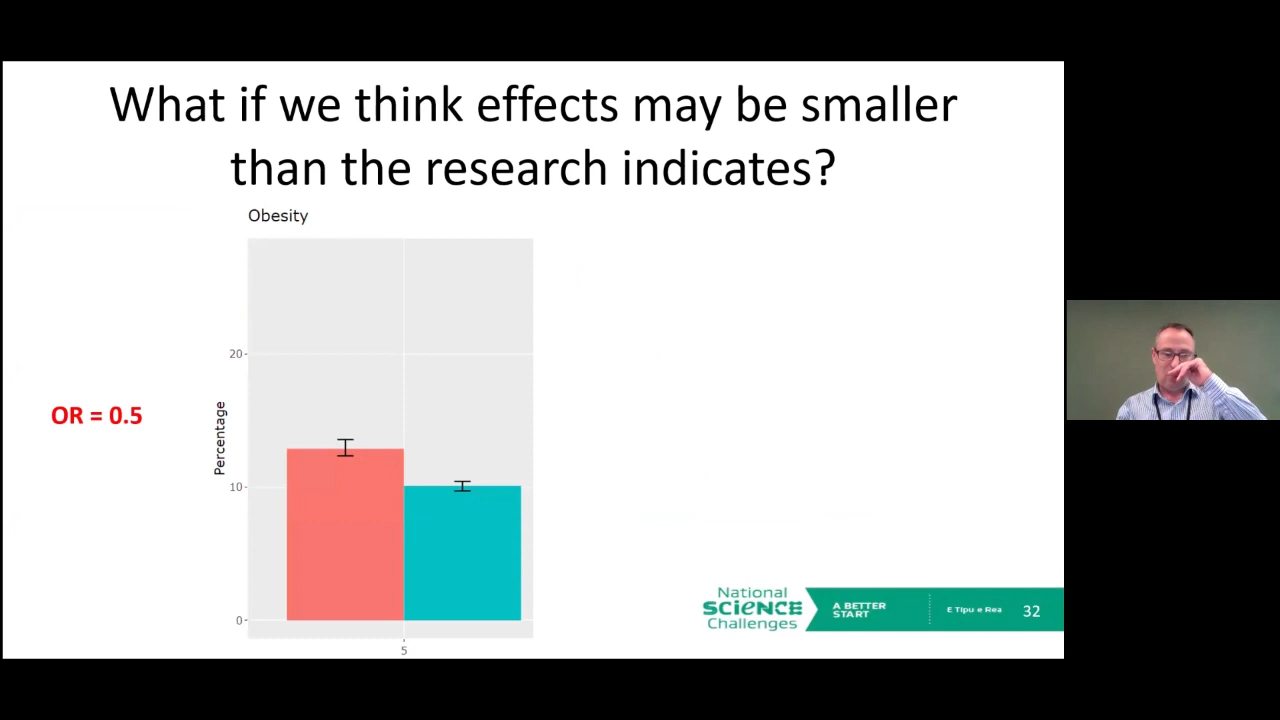 What if we think effects may be smaller
than the research indicates?
Obesity
20
OR = 0.5
Percentage
10
0
5
National
SCIENCE
Challenges
A BETTER
START
E Tipu e Rea
32